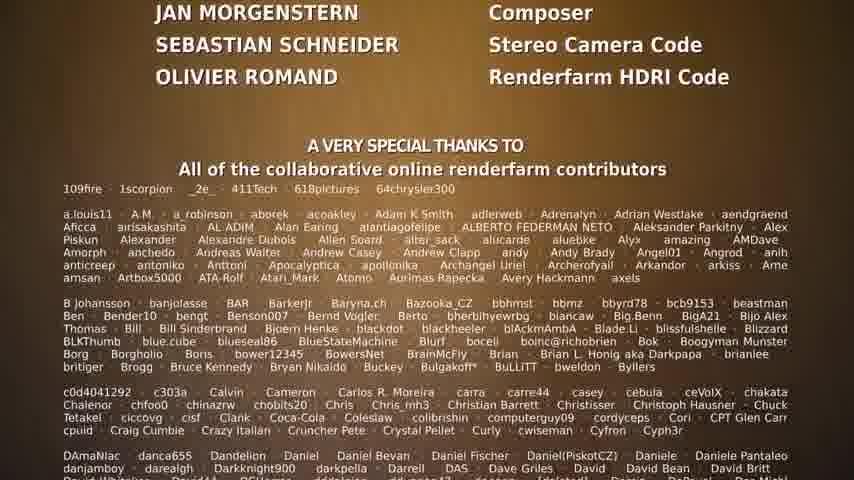 JAN MORGENSTERN Composer
SEBASTIAN SCHNEIDER Stereo Camera Code
OLIVIER ROMAND Renderfarm HDRI Code
A VERY SPECIAL THANKS TO
All of the collaborative online renderfarm contributors
109fire · 1scorpion · _2e_ · 411Tech · 618pictures · 64chrysler300
a.louis11 · A.M. · a_robinson · aborek · acoakley · Adam K Smith · adlerweb · Adrenalyn · Adrian Westlake · aendgraend
Aficca · airisakashita · AL ADiM · Alan Earing · alantiagofelipe · ALBERTO FEDERMAN NETO · Aleksander Parkitny · Alex
Piskun · Alexander · Alexandre Dubois · Allen Soard · altsr_scal · alucarde · aluebke · Alyx · amazing · AMDave
Amorph · anchedo · Andreas Walter · Andrew Casey · Andrew Clapp · andy · Andy Brady · Angel01 · Angrod · anih
anticreep · antoniko · Anttoni · Apocalyptica · apollonika · Archangel Uriel · Archerofayil · Arkandor · arkiss · Arne
arnsan · Artbox5000 · ATA-Rolf · Atari_Mark · Atomo · Aurimas Rapecka · Avery Hackmann · axels
B Johansson · banjolasse · BAR · BarkerJr · Baryna.ch · Bazooka_CZ · bbhmst · bbmz · bbyrd78 · bcb9153 · beastman
Ben · Bender10 · bengt · Benson007 · Bernd Vogler · Berto · bherbihyewrbg · biancaw · Big.Benn · BigA21 · Bijo Alex
Thomas · Bill · Bill Sinderbrand · Bjoern Henke · blackdot · blackheeler · blAckmAmbA · Blade.Li · blissfulshelle · Blizzard
BLKThumb · blue.cube · blueseal86 · BlueStateMachine · Blurf · boceli · boinc@richobrien · Bok · Boogyman Munster
Borg · Borgholio · Boris · bower12345 · BowersNet · BrainMcFly · Brian · Brian L. Honig aka Darkpapa · brianlee
britiger · Brogg · Bruce Kennedy · Bryan Nikaido · Buckey · Bulgakoff* · BuLLiTT · bweldon · Byllers
c0d4041292 · c303a · Calvin · Cameron · Carlos R. Moreira · carra · carre44 · casey · cebula · ceVoIX · chakata
Chalenor · chfoo0 · chinazrw · chobits20 · Chris · Chris_rnh3 · Christian Barrett · Christisser · Christoph Hausner · Chuck
Tetakel · ciccovg · cisf · Clank · Coca-Cola · Coleslaw · colibrishin · computerguy09 · cordyceps · Cori · CPT Glen Carr
cpuid · Craig Cumbie · Crazy Italian · Cruncher Pete · Crystal Pellet · Curly · cwiseman · Cyfron · Cyph3r
DAmaNIac · danca655 · Dandelion · Daniel · Daniel Bevan · Daniel Fischer · Daniel(PiskotCZ) · Daniele · Daniele Pantaleo
danjamboy · darealgh · Darkknight900 · darkpella · Darrell · DAS · Dave Griles · David · David Bean · David Britt